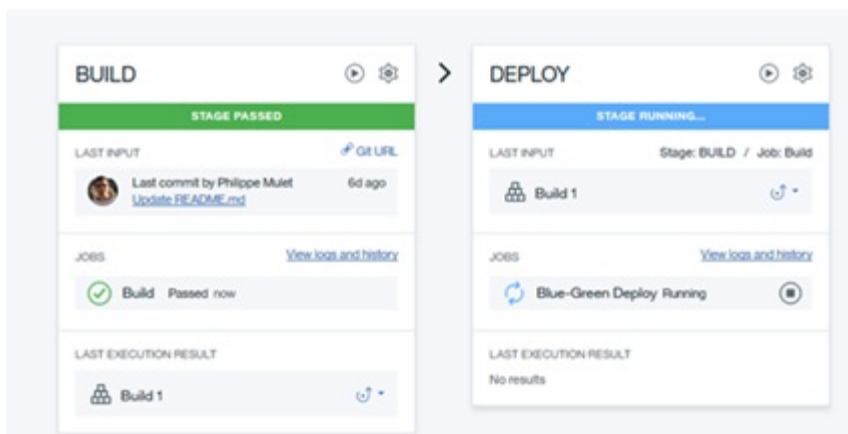 BUILD
STAGE PASSED
LAST INPUT
Git URL
Last commit by Philippe Mulet
6d ago
Update README.md
JOBS
View logs and history
Build Passed now
LAST EXECUTION RESULT
Build 1
DEPLOY
STAGE RUNNING...
LAST INPUT
Stage: BUILD / Job: Build
Build 1
JOBS
View logs and history
Blue-Green Deploy Running
LAST EXECUTION RESULT
No results